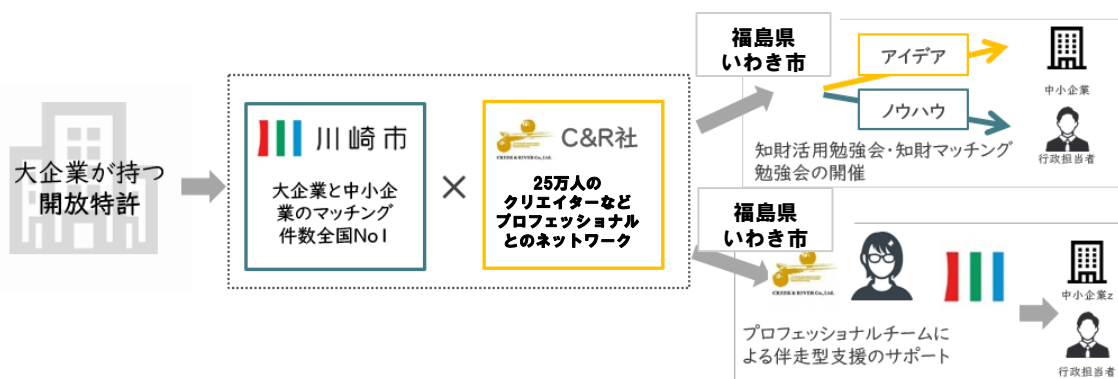 大企業が持つ
開放特許
川崎市
大企業と中小企
業のマッチング
件数全国No1
×
CREEK & RIVER Co., Ltd.
C&R社
25万人の
クリエイターなど
プロフェッショナル
とのネットワーク
福島県
いわき市
アイデア
ノウハウ
中小企業
行政担当者
知財活用勉強会・知財マッチング
勉強会の開催
福島県
いわき市
CREEK & RIVER Co., Ltd.
中小企業z
行政担当者
プロフェッショナルチームに
よる伴走型支援のサポート